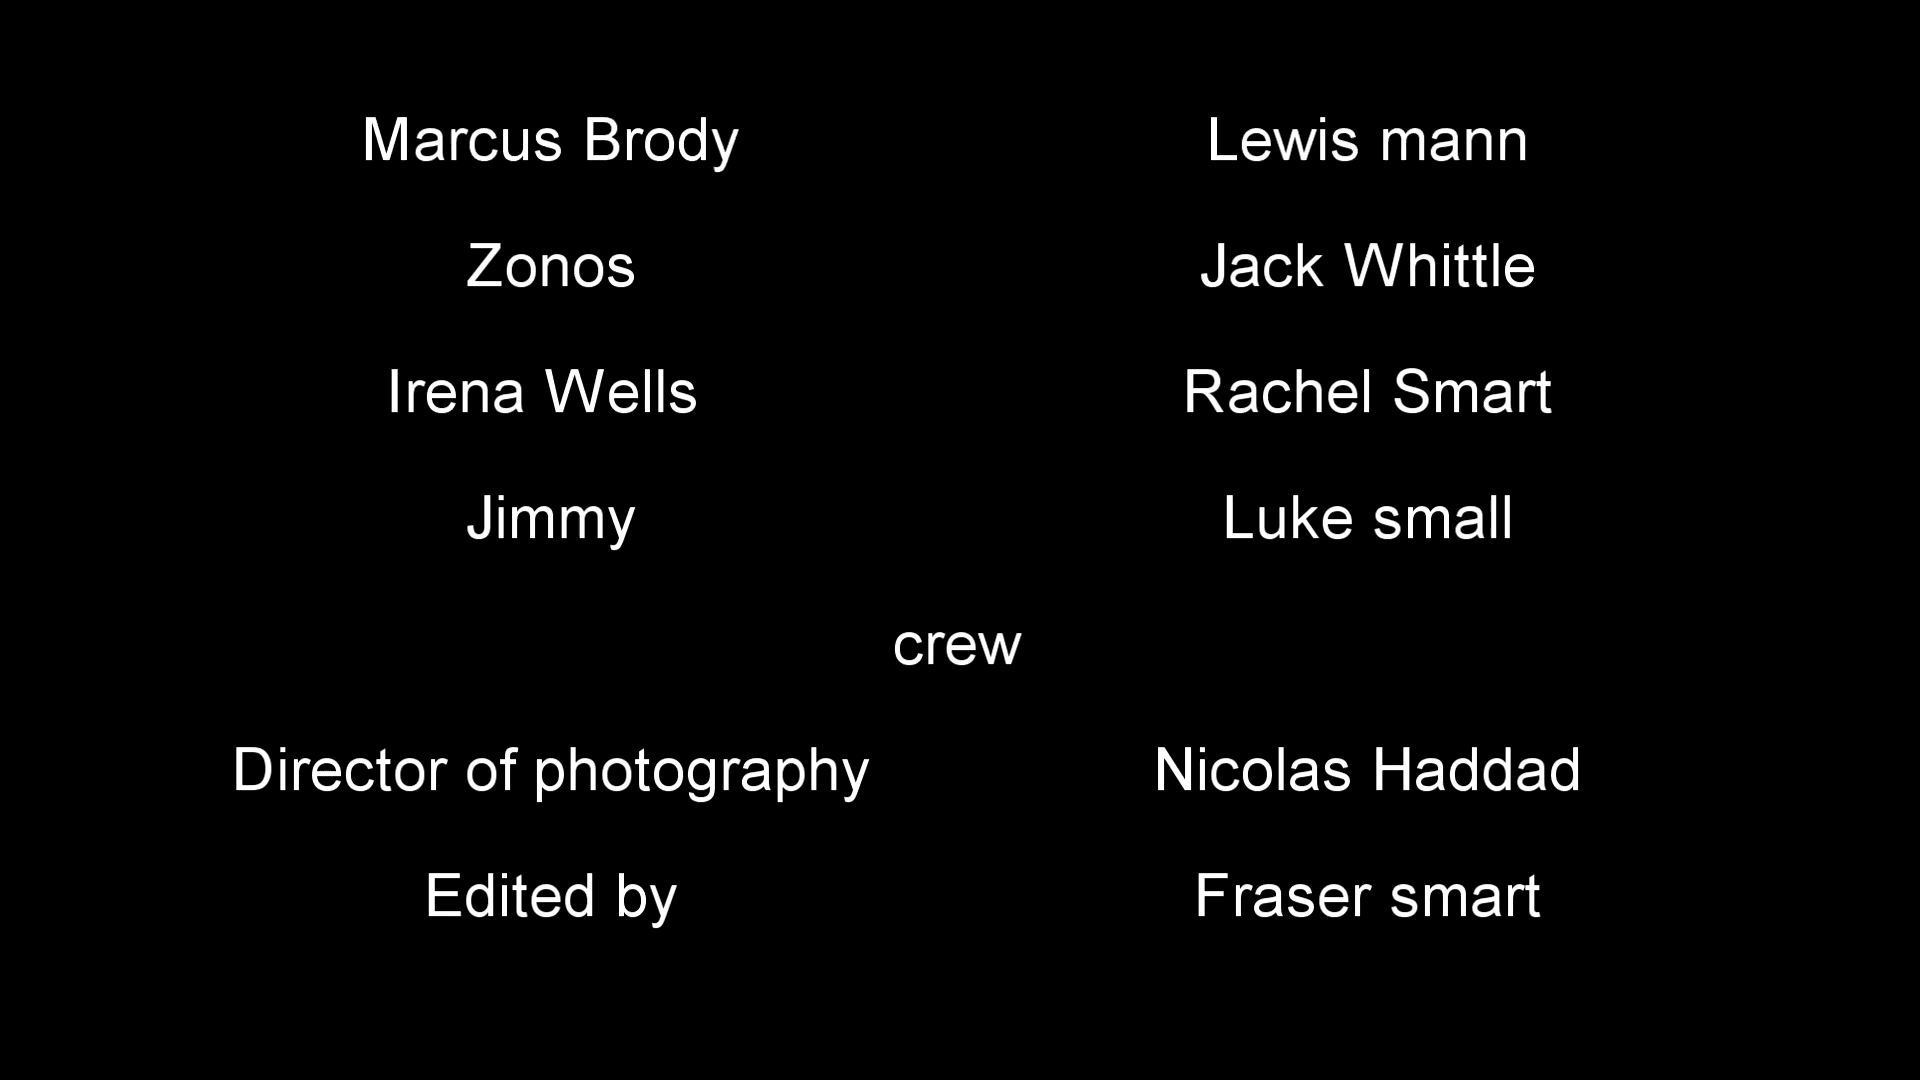 Marcus Brody Lewis mann
Zonos Jack Whittle
Irena Wells Rachel Smart
Jimmy Luke small
crew
Director of photography Nicolas Haddad
Edited by Fraser smart